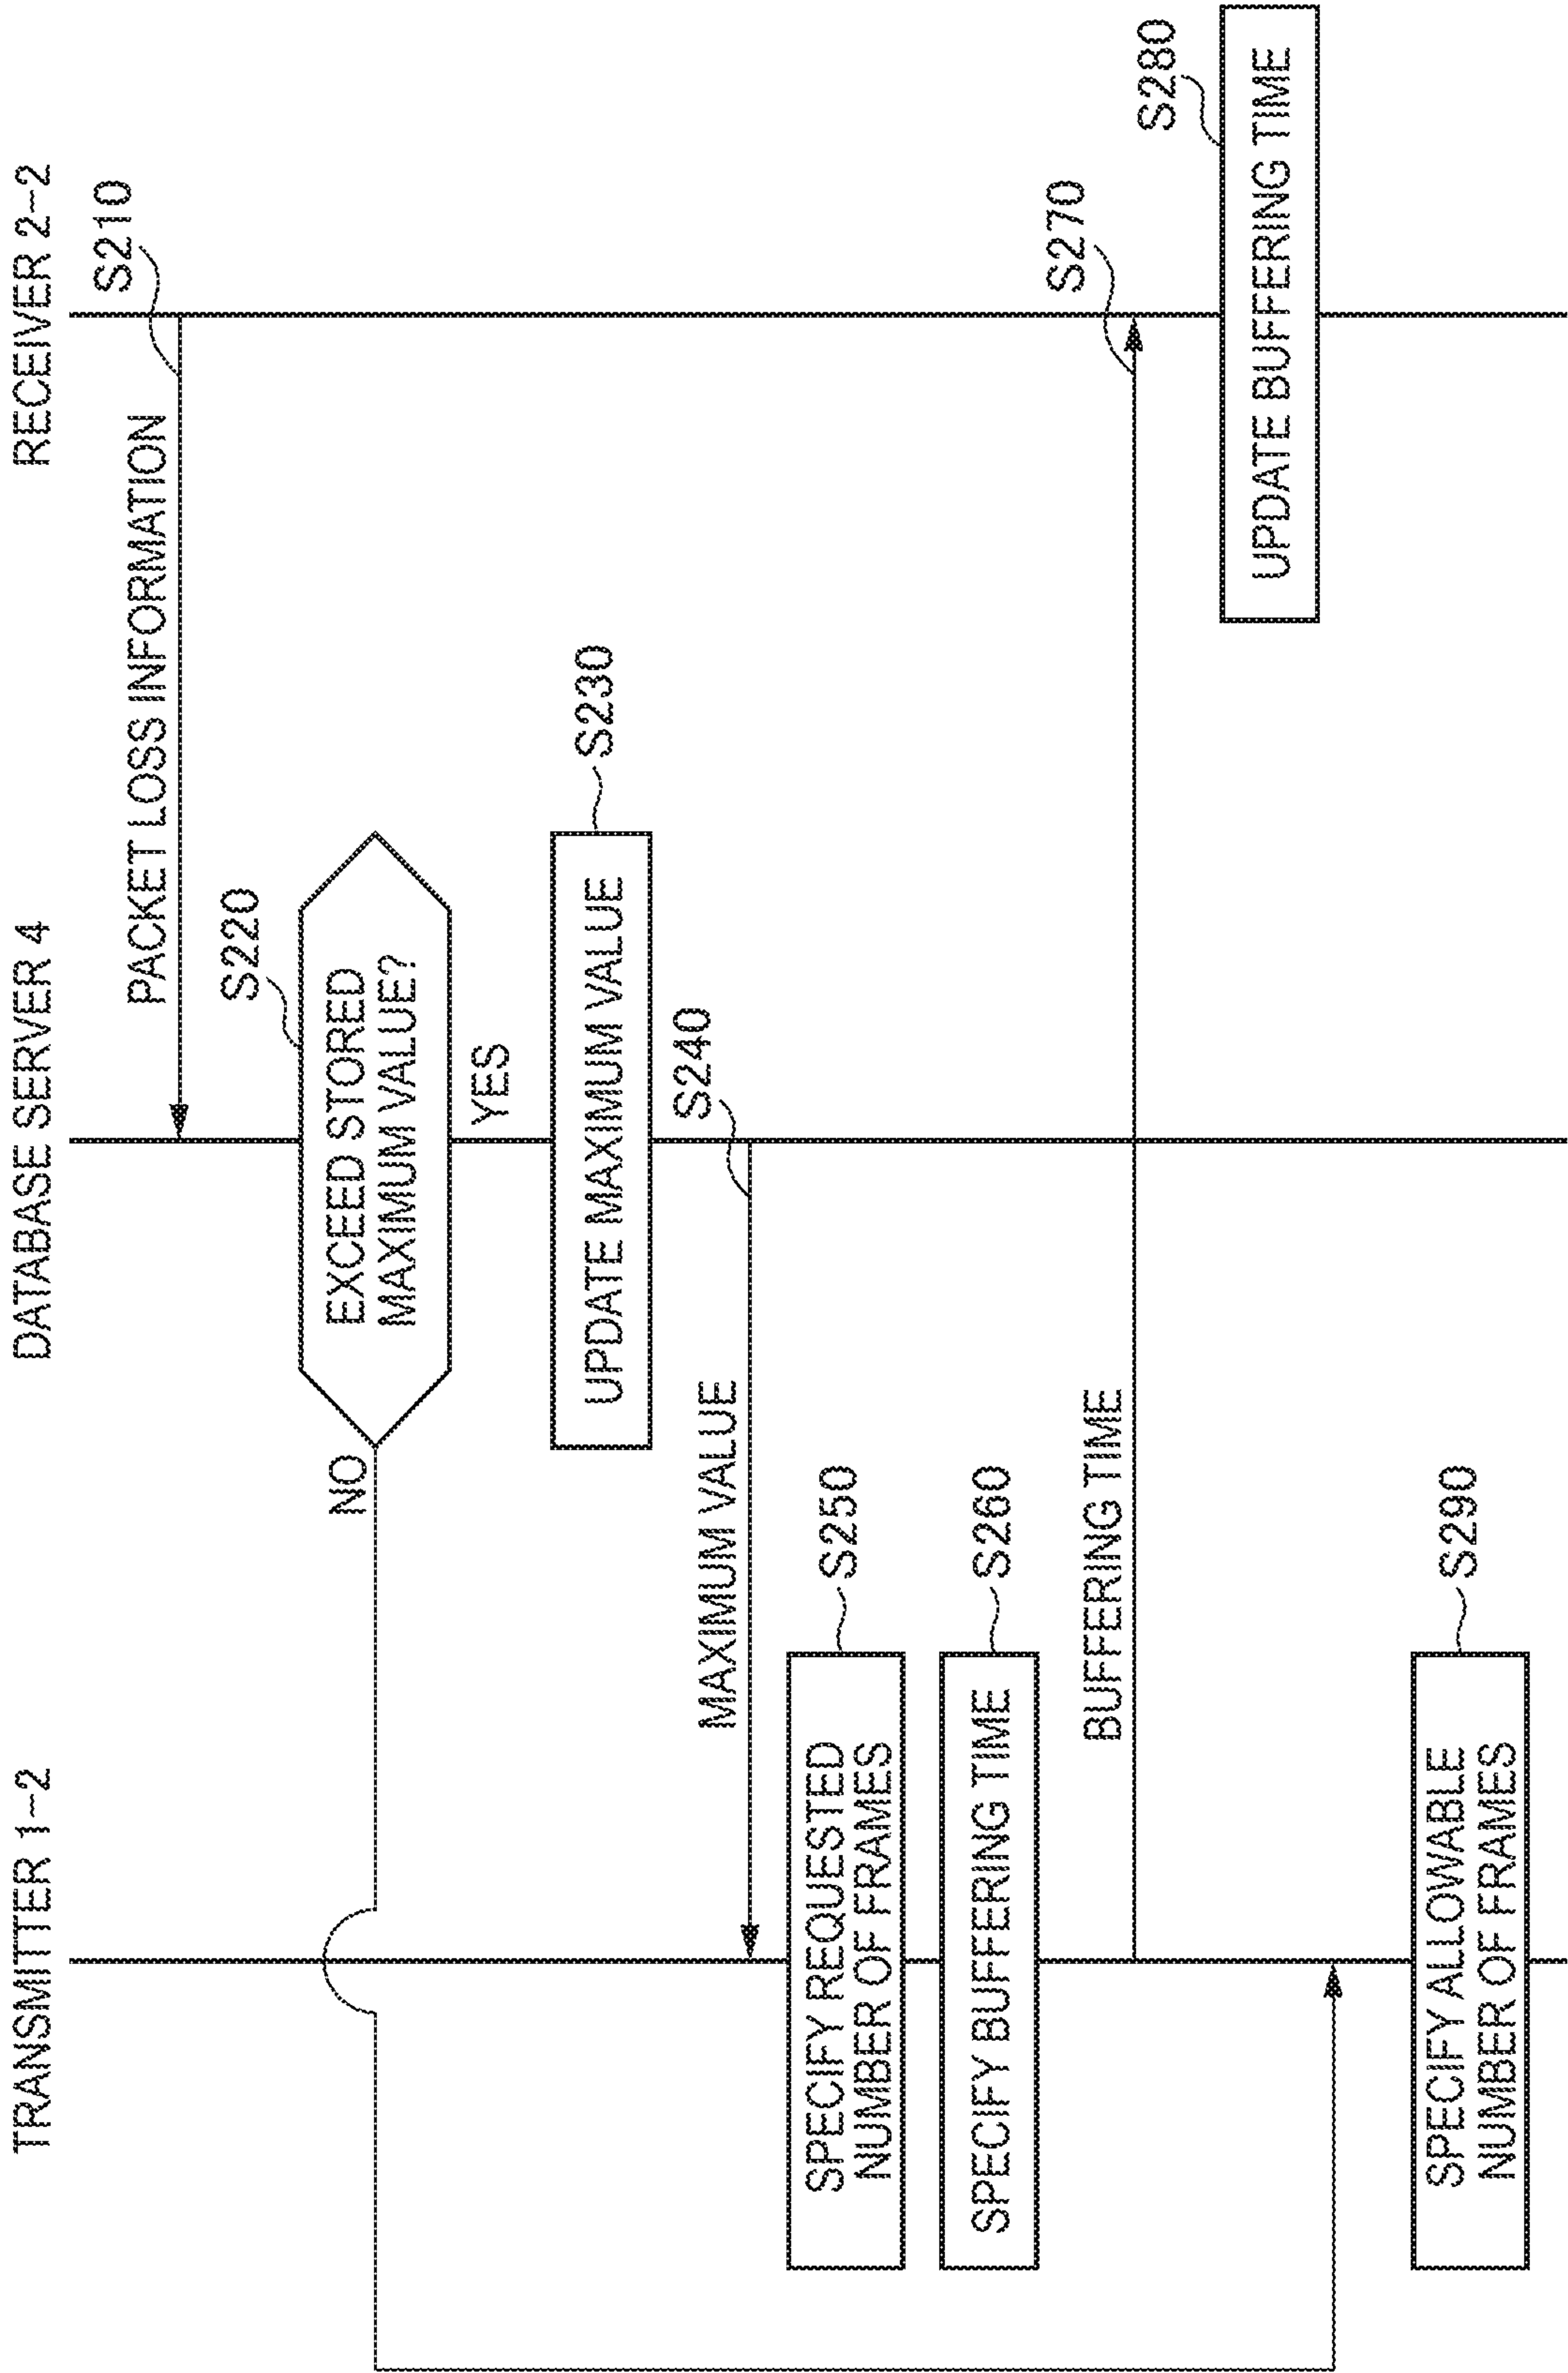 TRANSMITTER 1-2
DATABASE SERVER 4
RECEIVER 2-2
S210
PACKET LOSS INFORMATION
S220
EXCEED STORED
MAXIMUM VALUE?
NO
YES
S230
UPDATE MAXIMUM VALUE
S240
MAXIMUM VALUE
S250
SPECIFY REQUESTED
NUMBER OF FRAMES
S260
SPECIFY BUFFERING TIME
S270
BUFFERING TIME
S280
UPDATE BUFFERING TIME
S290
SPECIFY ALLOWABLE
NUMBER OF FRAMES